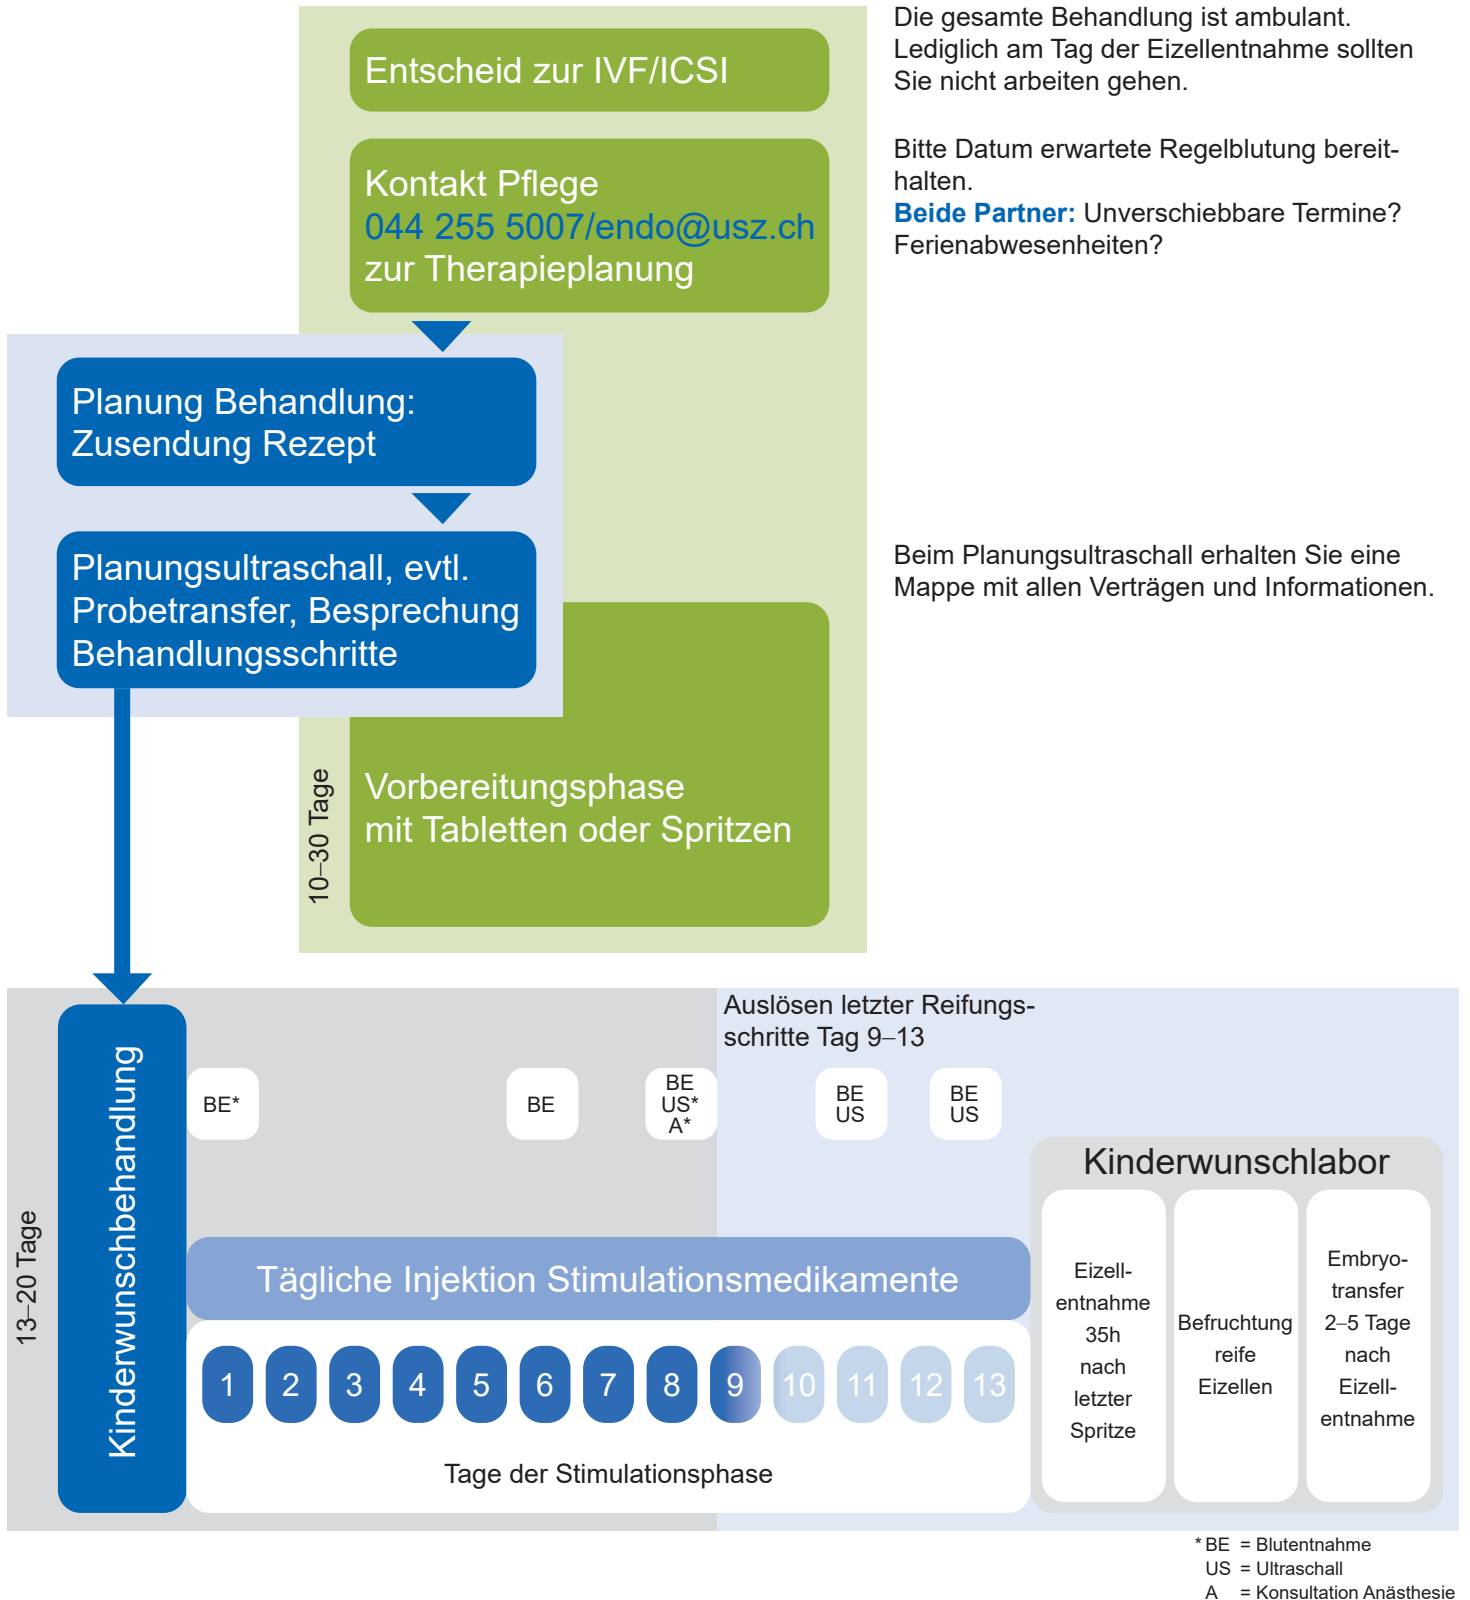 Entscheid zur IVF/ICSI
Die gesamte Behandlung ist ambulant.
Lediglich am Tag der Eizellentnahme sollten
Sie nicht arbeiten gehen.
Kontakt Pflege
044 255 5007/endo@usz.ch
zur Therapieplanung
Bitte Datum erwartete Regelblutung bereit-
halten.
Beide Partner: Unverschiebbare Termine?
Ferienabwesenheiten?
Planung Behandlung:
Zusendung Rezept
Planungsultraschall, evtl.
Probetransfer, Besprechung
Behandlungsschritte
Beim Planungsultraschall erhalten Sie eine
Mappe mit allen Verträgen und Informationen.
10–30 Tage
Vorbereitungsphase
mit Tabletten oder Spritzen
13–20 Tage
Kinderwunschbehandlung
Auslösen letzter Reifungs-
schritte Tag 9–13
BE*
BE
BE
US*
A*
BE
US
BE
US
Tägliche Injektion Stimulationsmedikamente
1 2 3 4 5 6 7 8 9 10 11 12 13
Tage der Stimulationsphase
Kinderwunschlabor
Eizell-
entnahme
35h
nach
letzter
Spritze
Befruchtung
reife
Eizellen
Embryo-
transfer
2–5 Tage
nach
Eizell-
entnahme
* BE = Blutentnahme
US = Ultraschall
A = Konsultation Anästhesie